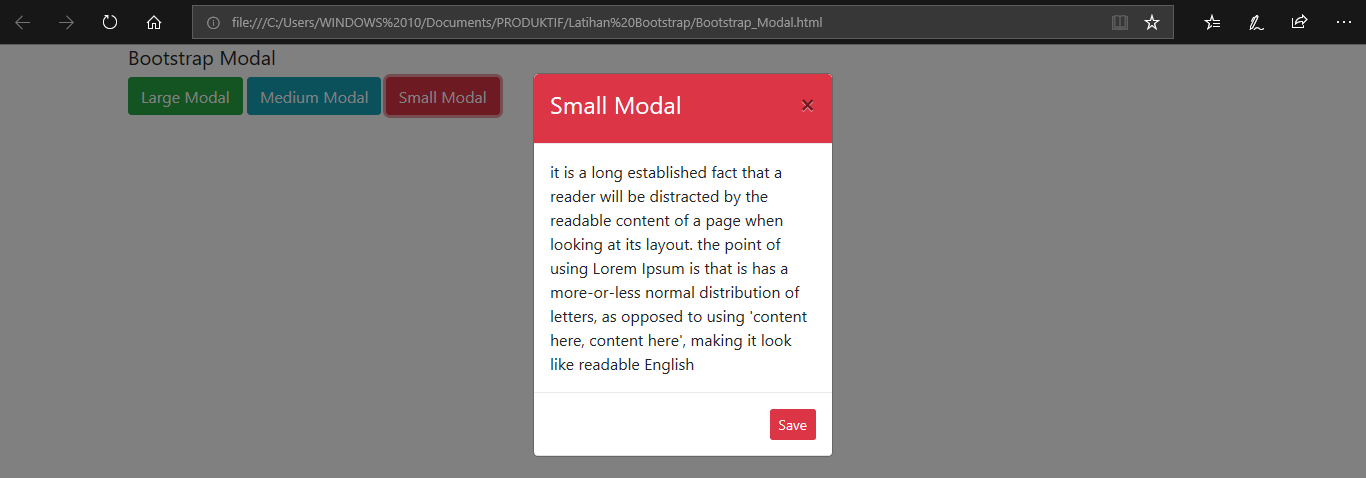 file:///C:/Users/WINDOWS%2010/Documents/PRODUKTIF/Latihan%20Bootstrap/Bootstrap_Modal.html
Bootstrap Modal
Large Modal Medium Modal Small Modal
Small Modal ×
it is a long established fact that a
reader will be distracted by the
readable content of a page when
looking at its layout. the point of
using Lorem Ipsum is that is has a
more-or-less normal distribution of
letters, as opposed to using 'content
here, content here', making it look
like readable English
Save